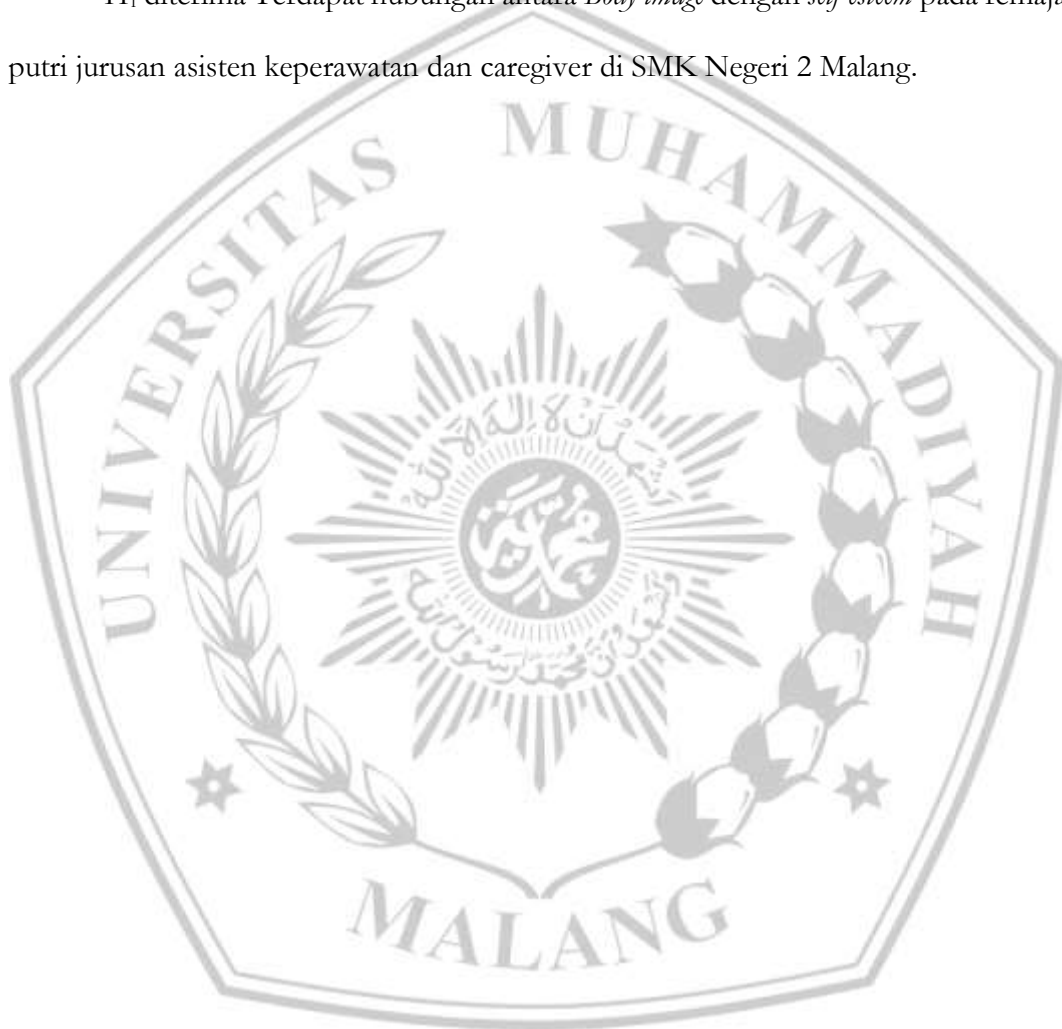 H₁ diterima Terdapat hubungan antara Body image dengan self esteem pada remaja
putri jurusan asisten keperawatan dan caregiver di SMK Negeri 2 Malang.
UNIVERSITAS MUHAMMADIYAH
MALANG